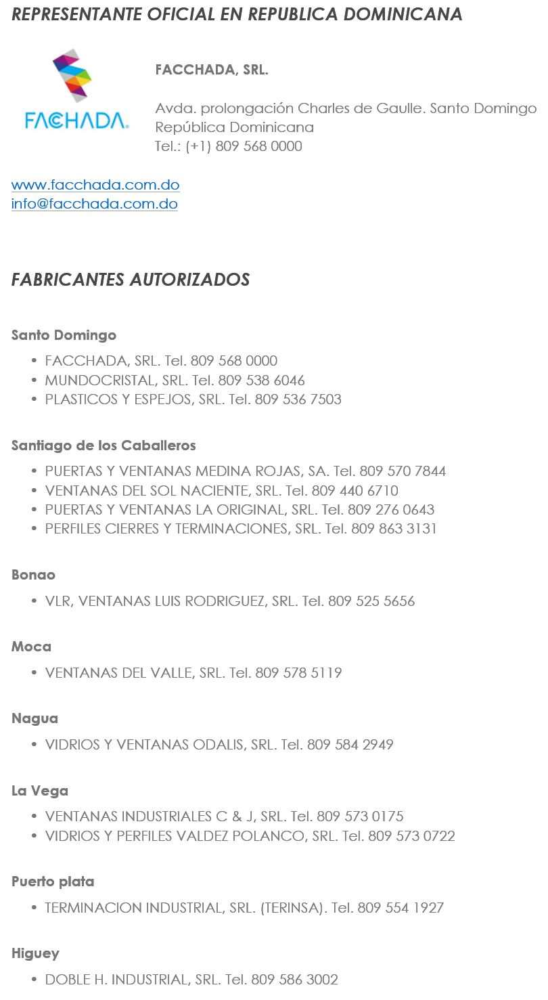 REPRESENTANTE OFICIAL EN REPUBLICA DOMINICANA
FACCHADA®
FACCHADA, SRL.
Avda. prolongación Charles de Gaulle. Santo Domingo
República Dominicana
Tel.: (+1) 809 568 0000
www.facchada.com.do
info@facchada.com.do
FABRICANTES AUTORIZADOS
Santo Domingo
• FACCHADA, SRL. Tel. 809 568 0000
• MUNDOCRISTAL, SRL. Tel. 809 538 6046
• PLASTICOS Y ESPEJOS, SRL. Tel. 809 536 7503
Santiago de los Caballeros
• PUERTAS Y VENTANAS MEDINA ROJAS, SA. Tel. 809 570 7844
• VENTANAS DEL SOL NACIENTE, SRL. Tel. 809 440 6710
• PUERTAS Y VENTANAS LA ORIGINAL, SRL. Tel. 809 276 0643
• PERFILES CIERRES Y TERMINACIONES, SRL. Tel. 809 863 3131
Bonao
• VLR, VENTANAS LUIS RODRIGUEZ, SRL. Tel. 809 525 5656
Moca
• VENTANAS DEL VALLE, SRL. Tel. 809 578 5119
Nagua
• VIDRIOS Y VENTANAS ODALIS, SRL. Tel. 809 584 2949
La Vega
• VENTANAS INDUSTRIALES C & J, SRL. Tel. 809 573 0175
• VIDRIOS Y PERFILES VALDEZ POLANCO, SRL. Tel. 809 573 0722
Puerto plata
• TERMINACION INDUSTRIAL, SRL. (TERINSA). Tel. 809 554 1927
Higuey
• DOBLE H. INDUSTRIAL, SRL. Tel. 809 586 3002